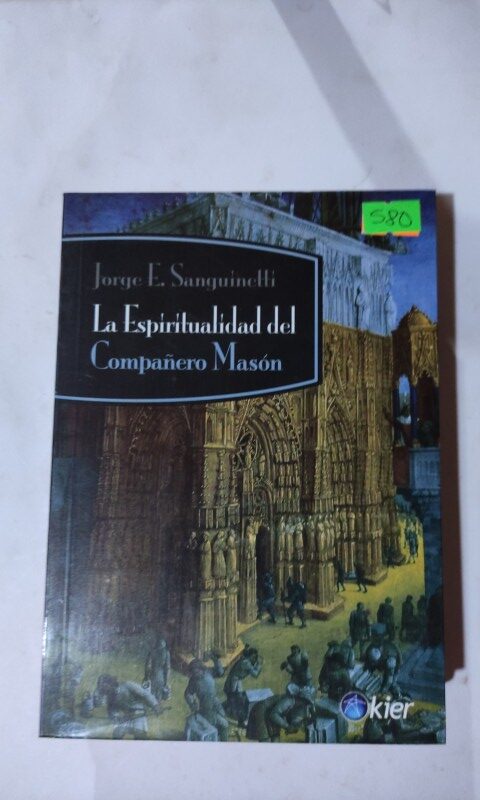 580
Jorge E. Sanguinetti
La Espiritualidad del
Compañero Masón
kier